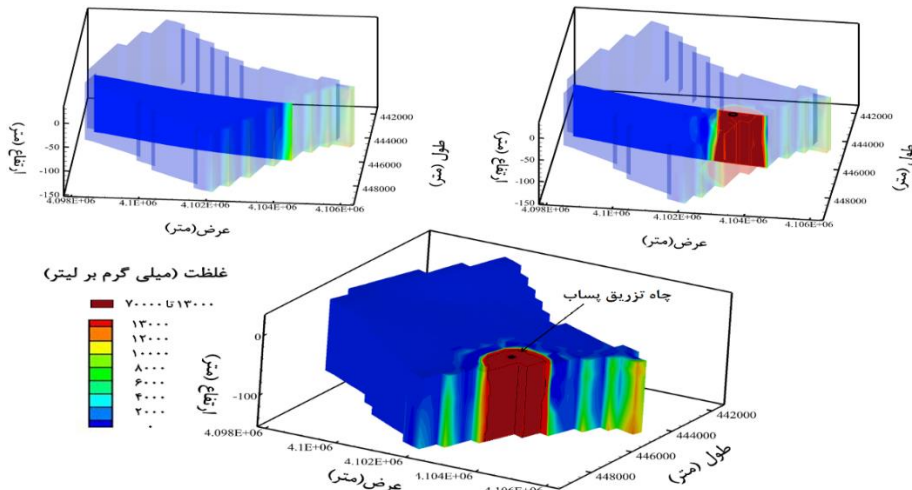 ارتفاع (متر)
0
-50
-100
-150
4.098E+06
4.1E+06
4.102E+06
4.104E+06
4.106E+06
عرض(متر)
442000
444000
446000
448000
طول (متر)
ارتفاع (متر)
0
-50
-100
-150
4.098E+06
4.1E+06
4.102E+06
4.104E+06
4.106E+06
عرض(متر)
442000
444000
446000
448000
طول (متر)
غلظت (میلی گرم بر لیتر)
۱۳۰۰۰ تا ۷۰۰۰۰
۱۳۰۰۰
۱۲۰۰۰
۱۰۰۰۰
۸۰۰۰
۶۰۰۰
۴۰۰۰
۲۰۰۰
۰
چاه تزریق پساب
ارتفاع (متر)
0
-100
4.098E+06
4.1E+06
4.102E+06
4.104E+06
4.106E+06
عرض(متر)
442000
444000
446000
448000
طول (متر)